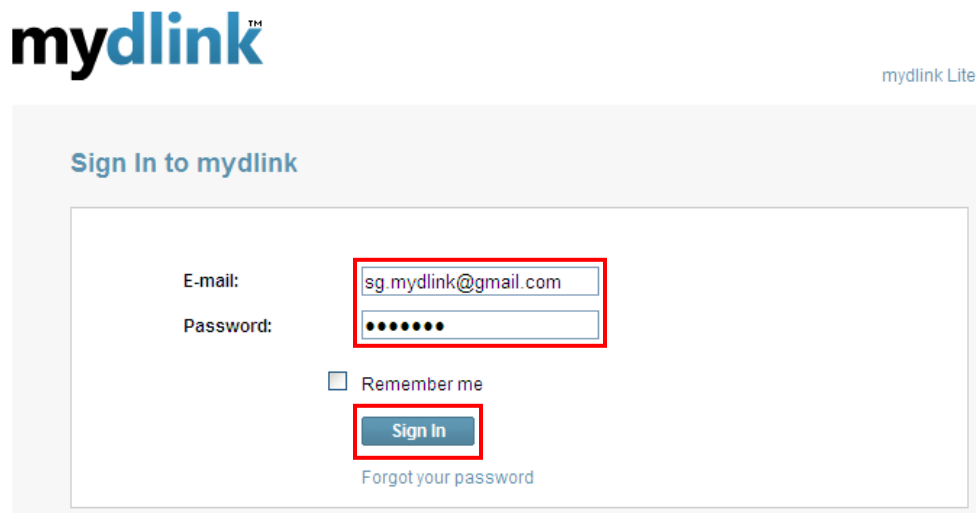 mydlink™
mydlink Lite
Sign In to mydlink
E-mail: sg.mydlink@gmail.com
Password: •••••••
Remember me
Sign In
Forgot your password